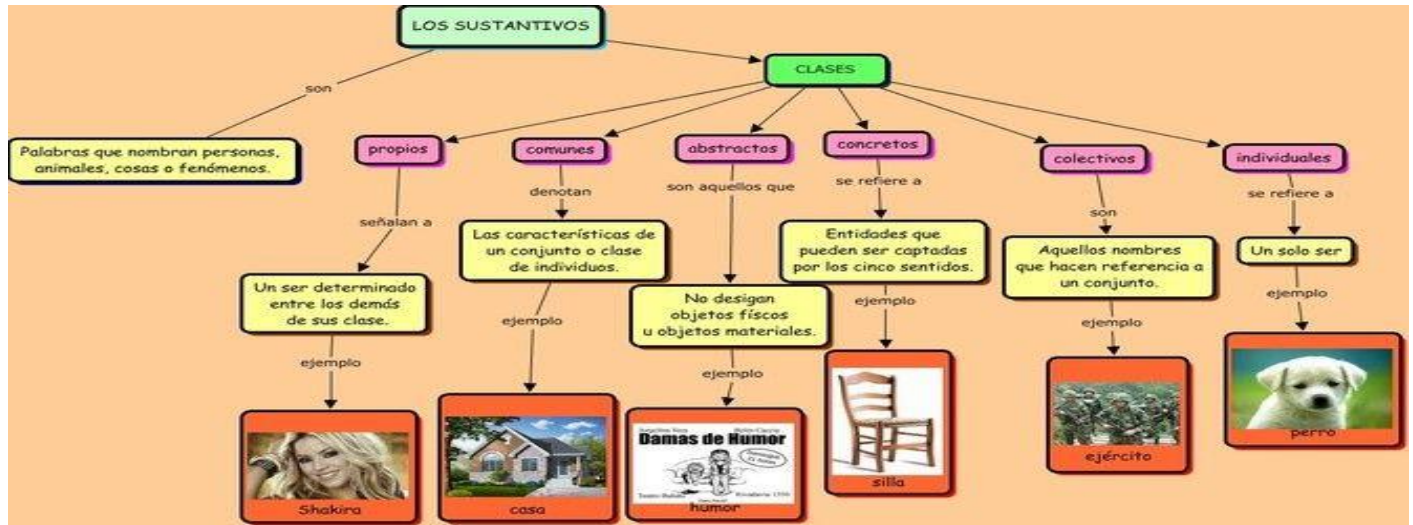 LOS SUSTANTIVOS
CLASES
son
Palabras que nombran personas,
animales, cosas o fenómenos.
propios
comunes
abstractos
concretos
colectivos
individuales
señalan a
denotan
son aquellos que
se refiere a
son
se refiere a
Un ser determinado
entre los demás
de sus clase.
Las características de
un conjunto o clase
de individuos.
No desigan
objetos físcos
u objetos materiales.
Entidades que
pueden ser captadas
por los cinco sentidos.
Aquellos nombres
que hacen referencia a
un conjunto.
Un solo ser
ejemplo
ejemplo
ejemplo
ejemplo
ejemplo
ejemplo
Shakira
casa
Damas de Humor
humor
silla
ejército
perro